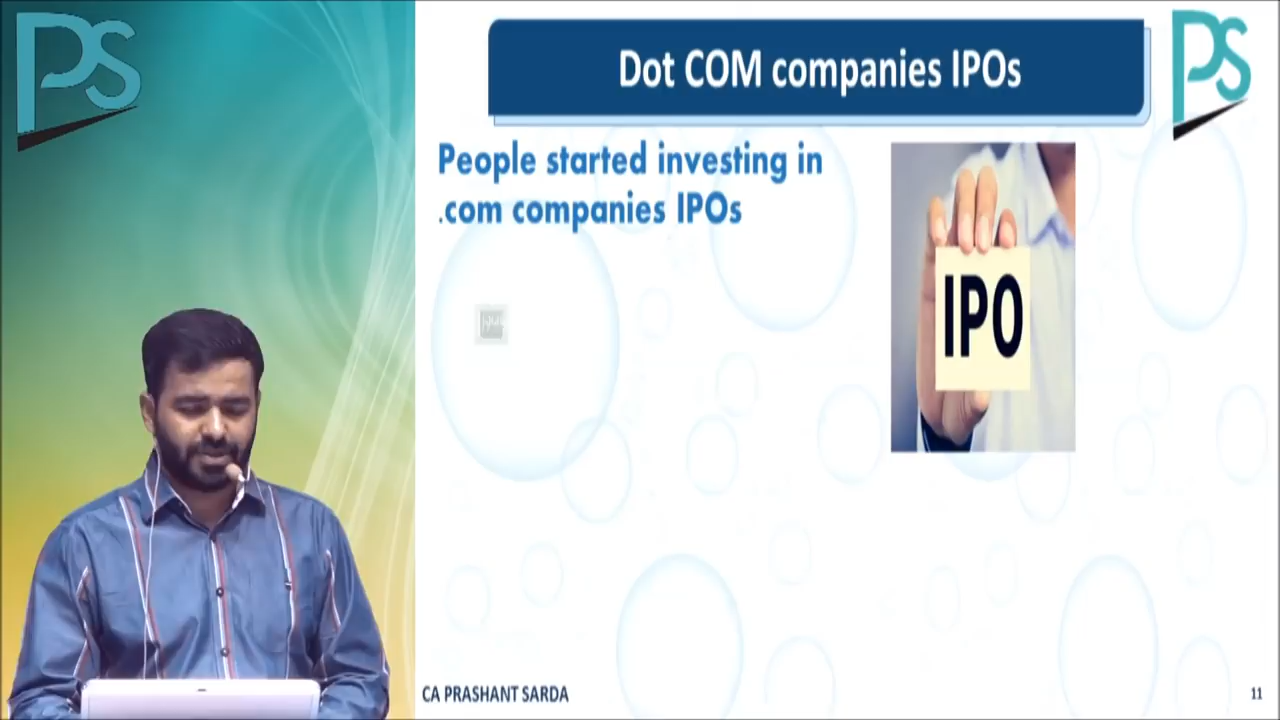 PS
Dot COM companies IPOs
PS
People started investing in
.com companies IPOs
IPO
CA PRASHANT SARDA
11